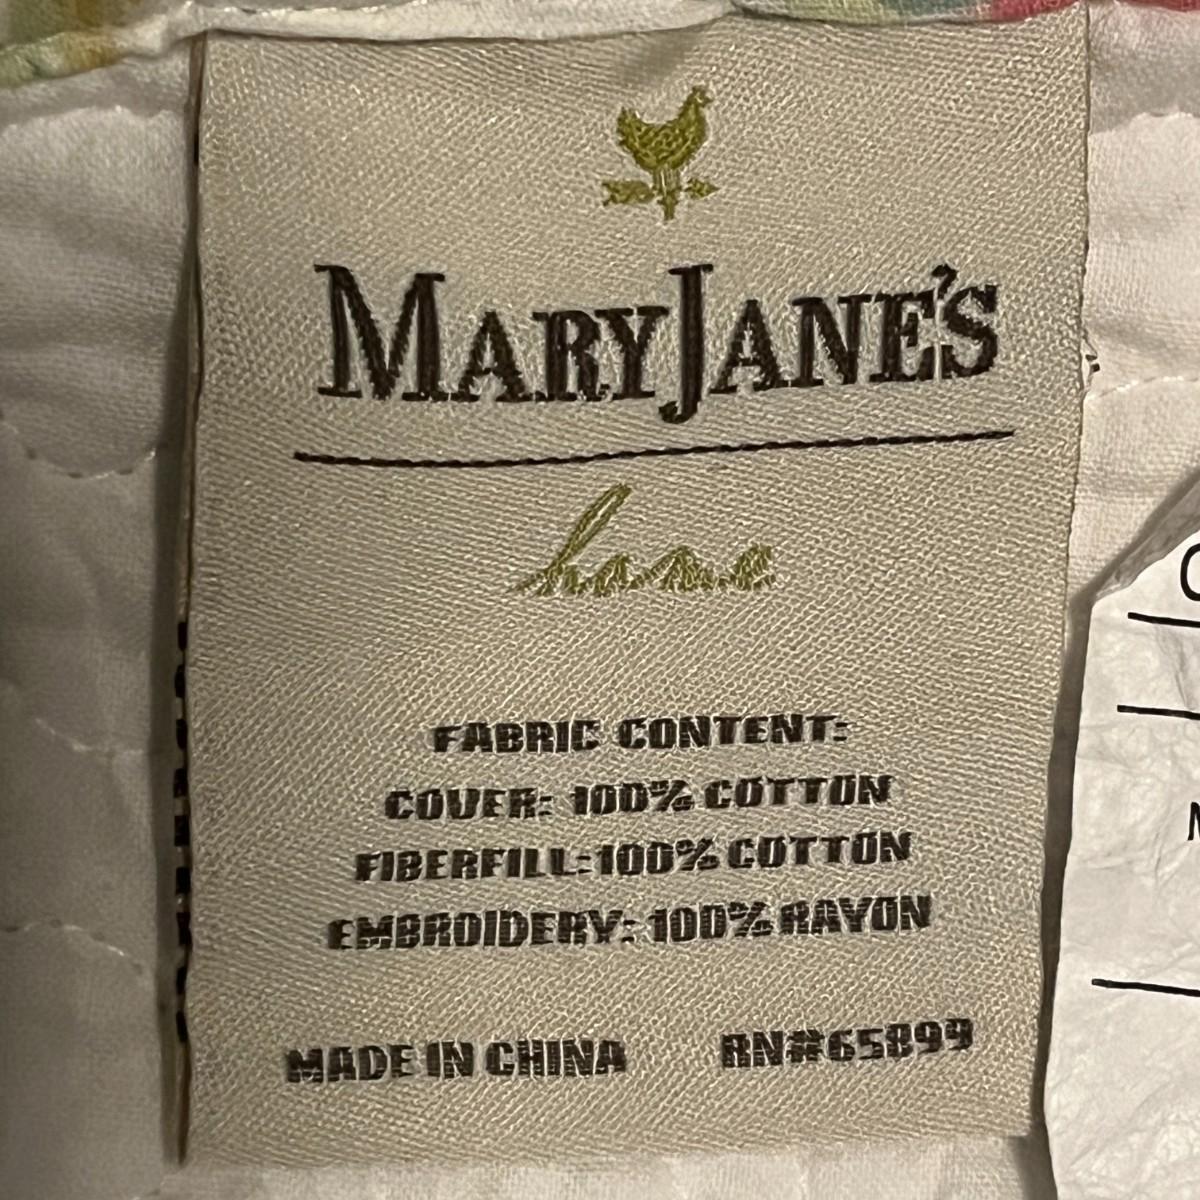 MARYJANE'S
home
FABRIC CONTENT:
COVER: 100% COTTON
FIBERFILL:100% COTTON
EMBROIDERY: 100% RAYON
MADE IN CHINA RN#65899